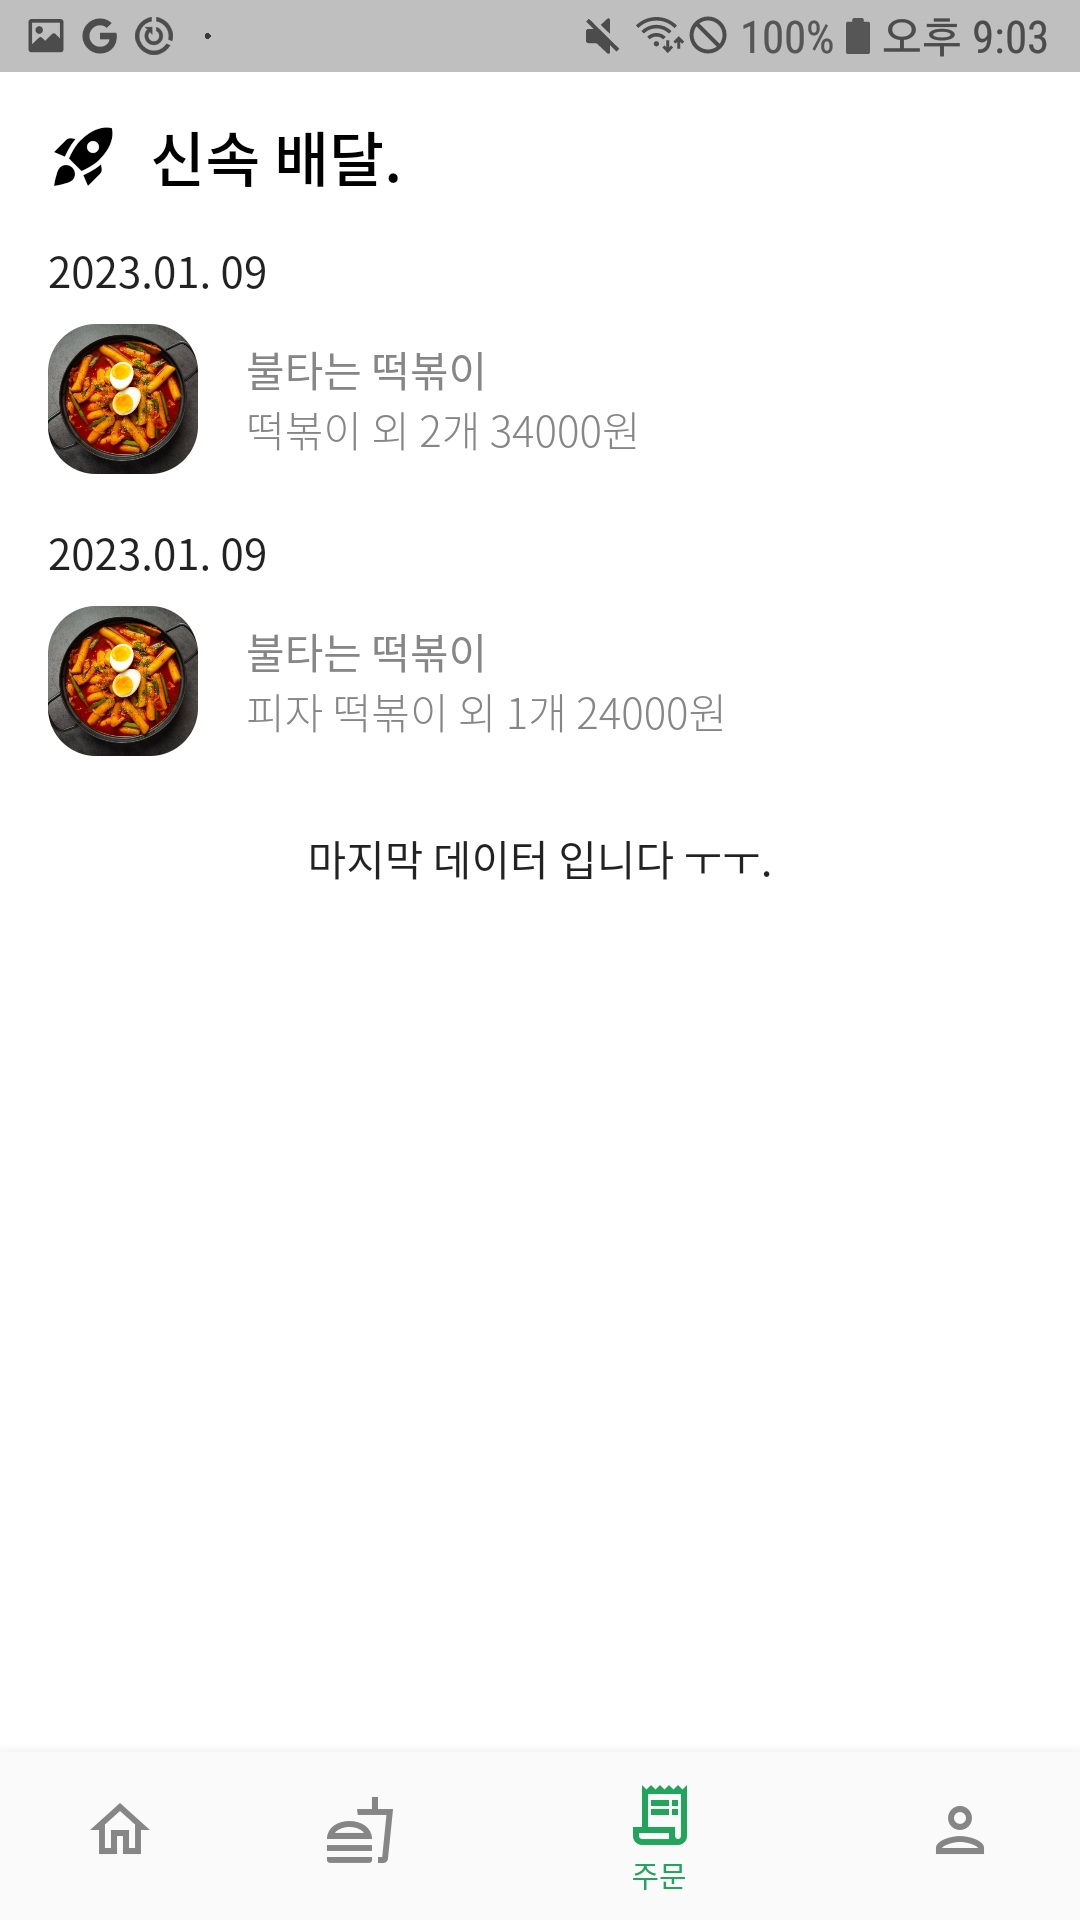 100% 오후 9:03
신속 배달.
2023.01. 09
불타는 떡볶이
떡볶이 외 2개 34000원
2023.01. 09
불타는 떡볶이
피자 떡볶이 외 1개 24000원
마지막 데이터 입니다 ㅜㅜ.
주문